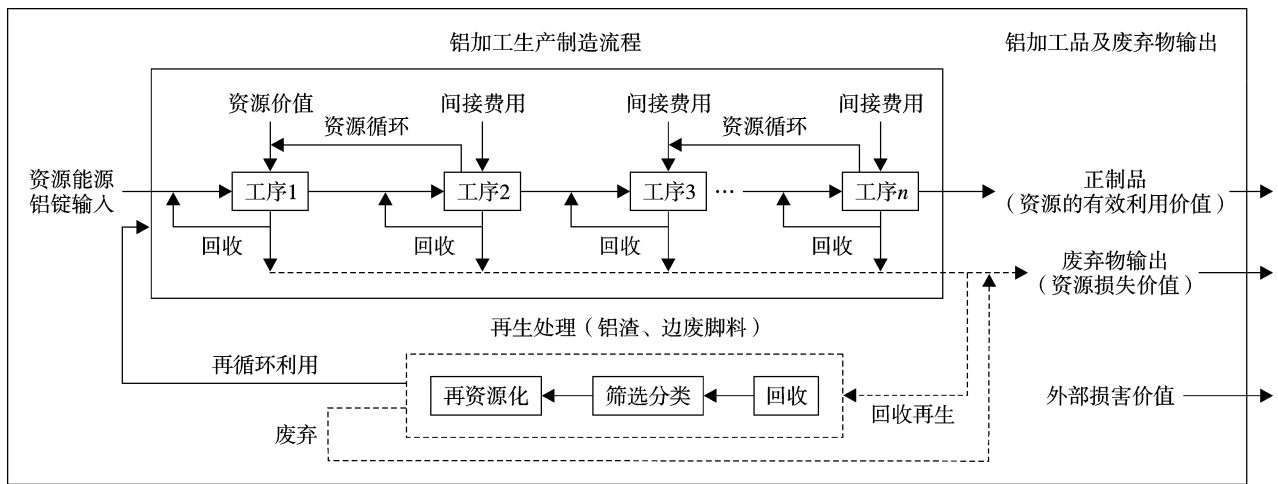 铝加工生产制造流程
铝加工品及废弃物输出
资源价值
间接费用
间接费用
间接费用
资源循环
资源循环
资源能源
铝锭输入
工序1
工序2
工序3
…
工序n
正制品
（资源的有效利用价值）
回收
回收
回收
回收
废弃物输出
（资源损失价值）
再生处理（铝渣、边废脚料）
再循环利用
再资源化
筛选分类
回收
回收再生
外部损害价值
废弃